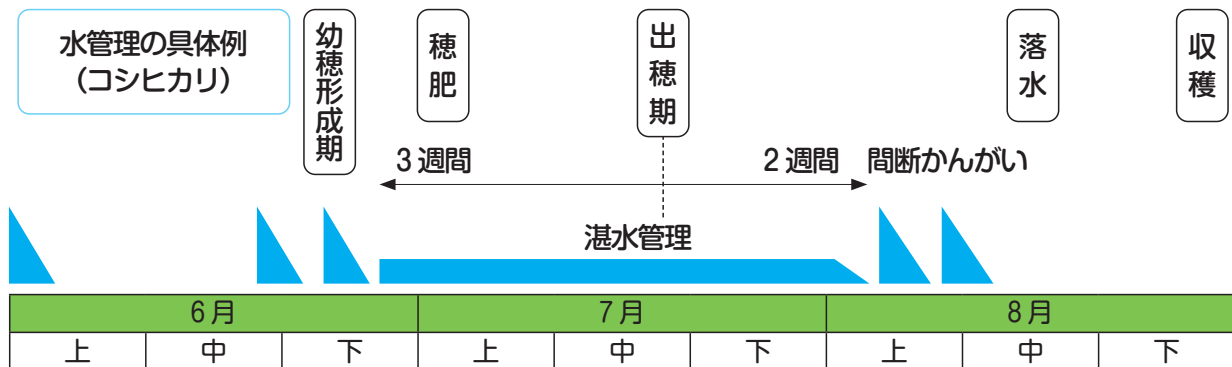 水管理の具体例
（コシヒカリ）
幼穂形成期
穂肥
出穂期
落水
収穫
3週間
2週間
間断かんがい
湛水管理
6月
7月
8月
上
中
下
上
中
下
上
中
下